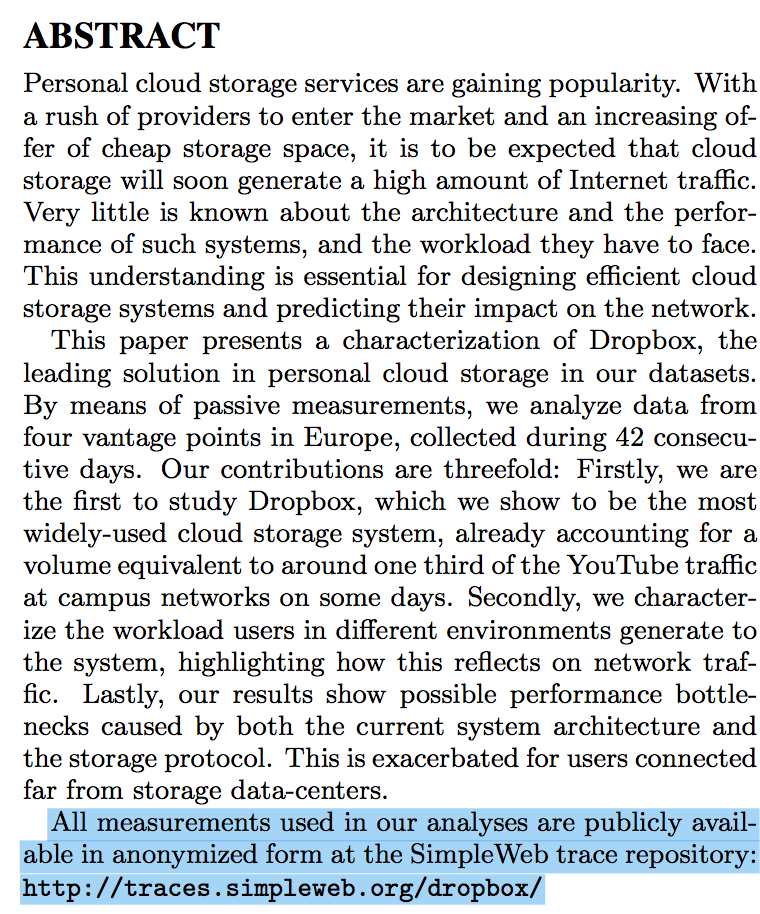 ABSTRACT
Personal cloud storage services are gaining popularity. With
a rush of providers to enter the market and an increasing of-
fer of cheap storage space, it is to be expected that cloud
storage will soon generate a high amount of Internet traffic.
Very little is known about the architecture and the perfor-
mance of such systems, and the workload they have to face.
This understanding is essential for designing efficient cloud
storage systems and predicting their impact on the network.
This paper presents a characterization of Dropbox, the
leading solution in personal cloud storage in our datasets.
By means of passive measurements, we analyze data from
four vantage points in Europe, collected during 42 consecu-
tive days. Our contributions are threefold: Firstly, we are
the first to study Dropbox, which we show to be the most
widely-used cloud storage system, already accounting for a
volume equivalent to around one third of the YouTube traffic
at campus networks on some days. Secondly, we character-
ize the workload users in different environments generate to
the system, highlighting how this reflects on network traf-
fic. Lastly, our results show possible performance bottle-
necks caused by both the current system architecture and
the storage protocol. This is exacerbated for users connected
far from storage data-centers.
All measurements used in our analyses are publicly avail-
able in anonymized form at the SimpleWeb trace repository:
http://traces.simpleweb.org/dropbox/